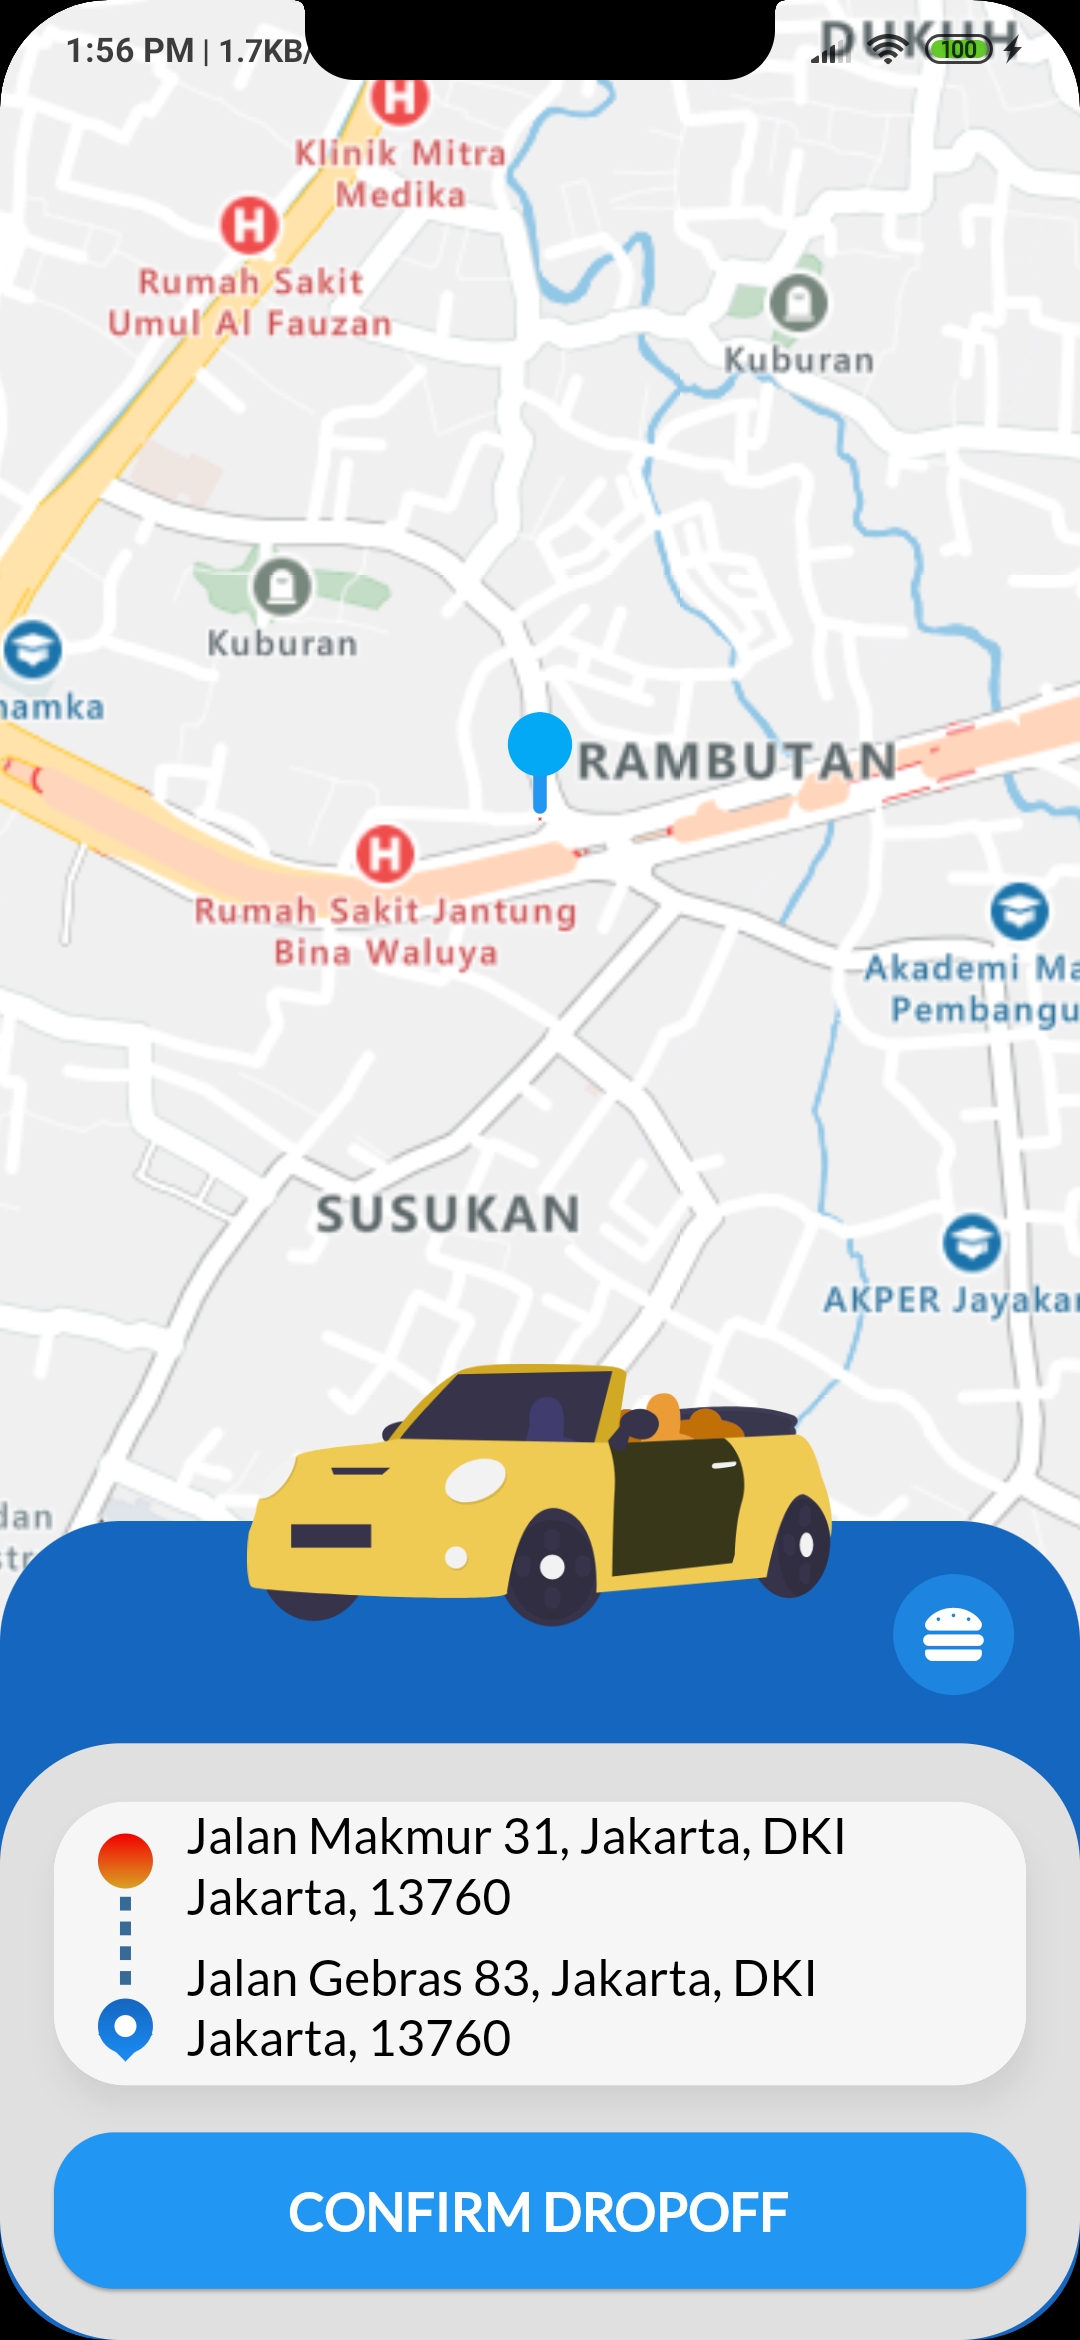 1:56 PM | 1.7KB/
100
DUKUH
Klinik Mitra
Medika
Rumah Sakit
Umul Al Fauzan
Kuburan
Kuburan
hamka
RAMBUTAN
Rumah Sakit Jantung
Bina Waluya
Akademi Ma
Pembangu
SUSUKAN
AKPER Jayakar
dan
str
Jalan Makmur 31, Jakarta, DKI
Jakarta, 13760
Jalan Gebras 83, Jakarta, DKI
Jakarta, 13760
CONFIRM DROPOFF